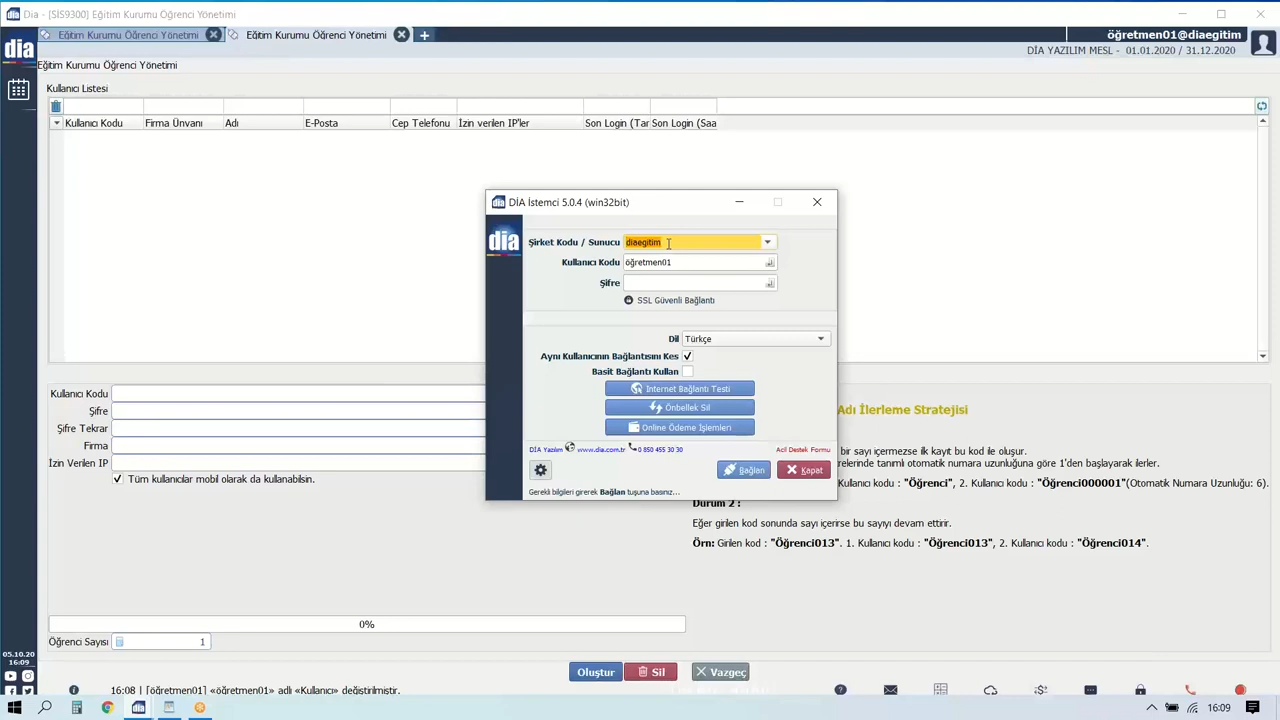 Dia - [SİS9300] Eğitim Kurumu Öğrenci Yönetimi
dia
Eğitim Kurumu Öğrenci Yönetimi
Eğitim Kurumu Öğrenci Yönetimi
öğretmen01@diaegitim
DİA YAZILIM MESL - 01.01.2020 / 31.12.2020
Eğitim Kurumu Öğrenci Yönetimi
Kullanıcı Listesi
Kullanıcı Kodu
Firma Ünvanı
Adı
E-Posta
Cep Telefonu
İzin verilen IP'ler
Son Login (Tar
Son Login (Saa
DİA İstemci 5.0.4 (win32bit)
dia
Şirket Kodu / Sunucu
diaegitim
Kullanıcı Kodu
öğretmen01
Şifre
SSL Güvenli Bağlantı
Dil
Türkçe
Aynı Kullanıcının Bağlantısını Kes
Basit Bağlantı Kullan
İnternet Bağlantı Testi
Önbellek Sil
Online Ödeme İşlemleri
DİA Yazılım
www.dia.com.tr
0 850 455 30 30
Acil Destek Formu
Bağlan
Kapat
Gerekli bilgileri girerek Bağlan tuşuna basınız...
Kullanıcı Kodu
Şifre
Şifre Tekrar
Firma
İzin Verilen IP
Tüm kullanıcılar mobil olarak da kullanabilsin.
Adı İlerleme Stratejisi
bir sayı içermezse ilk kayıt bu kod ile oluşur.
relerinde tanımlı otomatik numara uzunluğuna göre 1'den başlayarak ilerler.
Kullanıcı kodu : "Öğrenci", 2. Kullanıcı kodu : "Öğrenci000001"(Otomatik Numara Uzunluğu: 6).
Durum 2 :
Eğer girilen kod sonunda sayı içerirse bu sayıyı devam ettirir.
Örn: Girilen kod : "Öğrenci013". 1. Kullanıcı kodu : "Öğrenci013", 2. Kullanıcı kodu : "Öğrenci014".
0%
Öğrenci Sayısı
1
Oluştur
Sil
Vazgeç
05.10.20
16:09
16:08 | [öğretmen01] «öğretmen01» adlı «Kullanıcı» değiştirilmiştir.
16:09